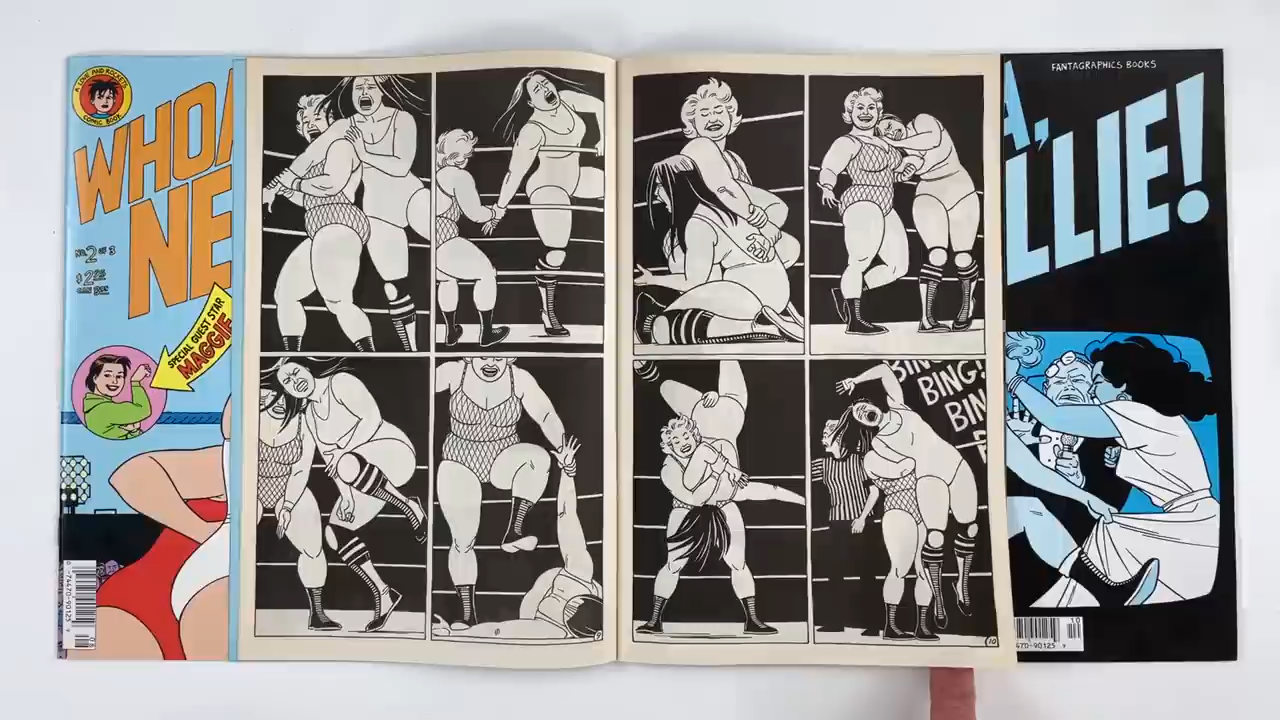 A LOVE AND ROCKETS
COMIC BOOK
WHOA
NE
No. 2 OF 3
$2.95
SPECIAL GUEST STAR
MAGGIE
9
BING!
BIN
10
FANTAGRAPHICS BOOKS
A,
LLIE!